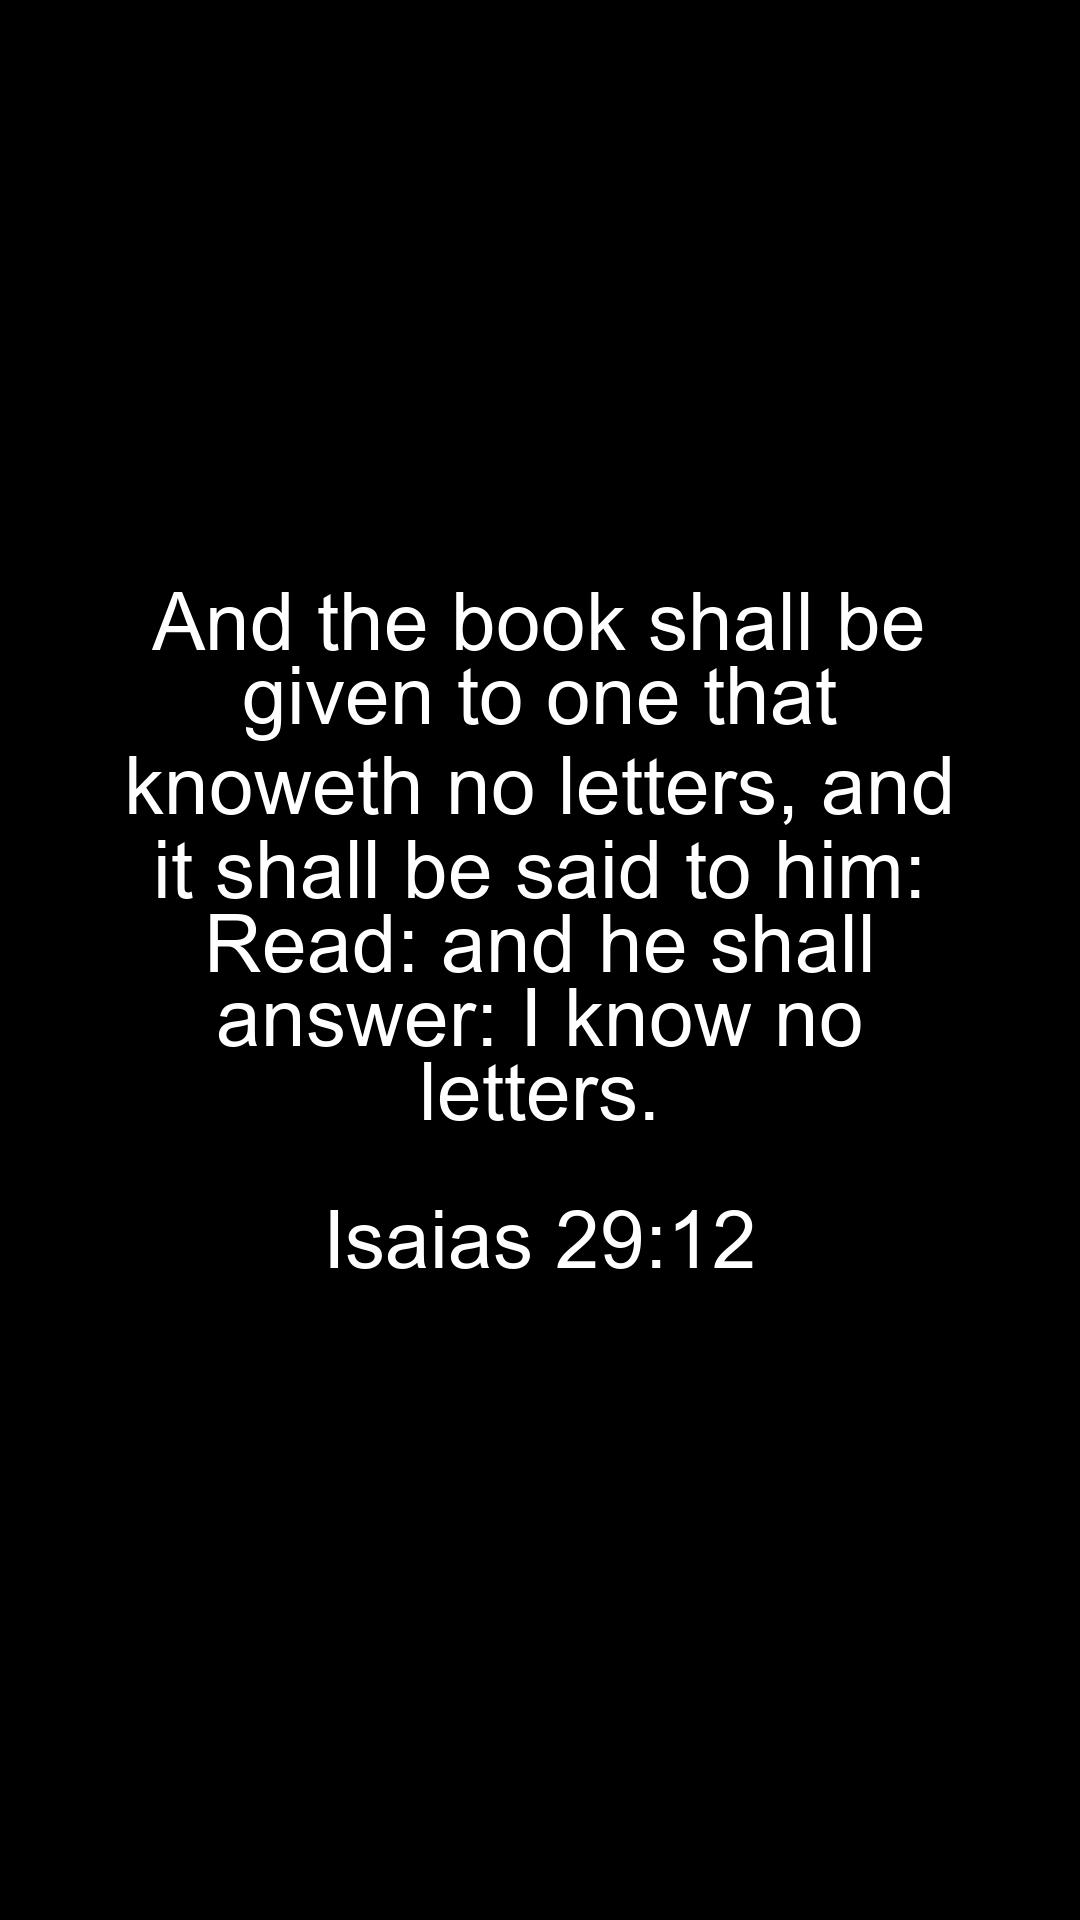 And the book shall be
given to one that
knoweth no letters, and
it shall be said to him:
Read: and he shall
answer: I know no
letters.
Isaias 29:12